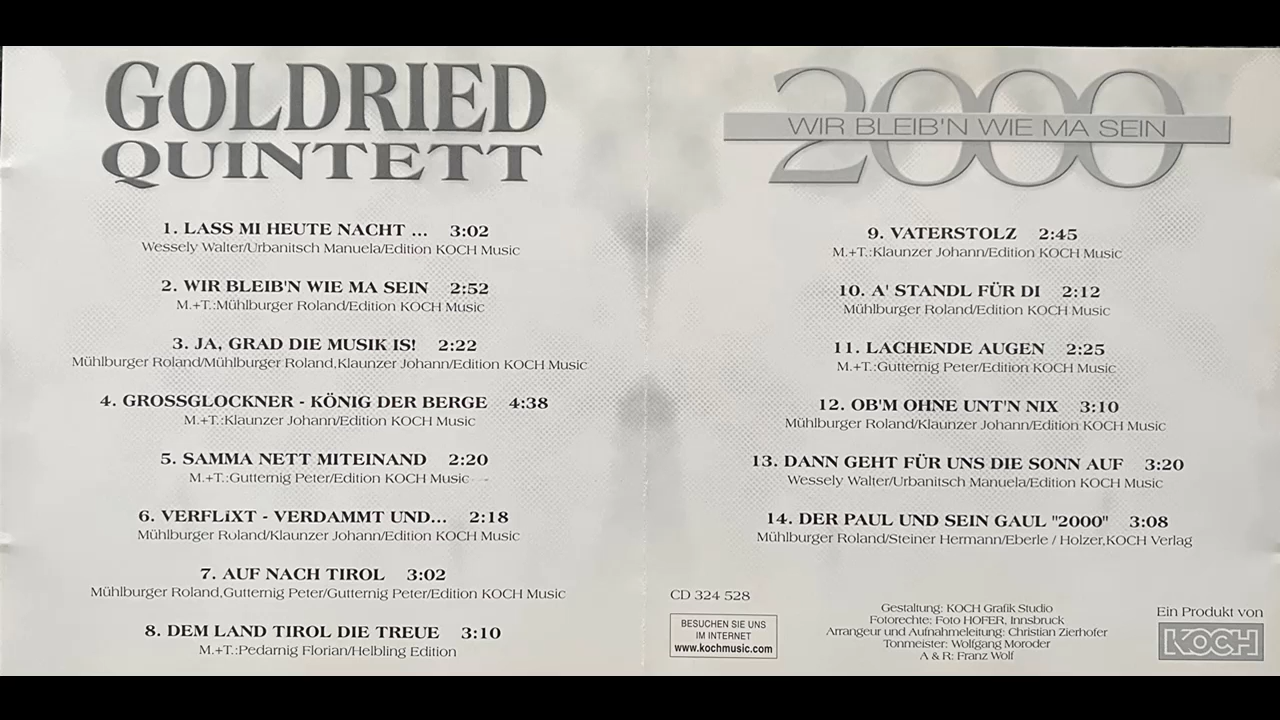 GOLDRIED
QUINTETT
1. LASS MI HEUTE NACHT ... 3:02
Wessely Walter/Urbanitsch Manuela/Edition KOCH Music
2. WIR BLEIB'N WIE MA SEIN 2:52
M.+T.:Mühlburger Roland/Edition KOCH Music
3. JA, GRAD DIE MUSIK IS! 2:22
Mühlburger Roland/Mühlburger Roland,Klaunzer Johann/Edition KOCH Music
4. GROSSGLOCKNER - KÖNIG DER BERGE 4:38
M.+T.:Klaunzer Johann/Edition KOCH Music
5. SAMMA NETT MITEINAND 2:20
M.+T.:Gutternig Peter/Edition KOCH Music
6. VERFLiXT - VERDAMMT UND... 2:18
Mühlburger Roland/Klaunzer Johann/Edition KOCH Music
7. AUF NACH TIROL 3:02
Mühlburger Roland,Gutternig Peter/Gutternig Peter/Edition KOCH Music
8. DEM LAND TIROL DIE TREUE 3:10
M.+T.:Pedarnig Florian/Helbling Edition
2000
WIR BLEIB'N WIE MA SEIN
9. VATERSTOLZ 2:45
M.+T.:Klaunzer Johann/Edition KOCH Music
10. A' STANDL FÜR DI 2:12
Mühlburger Roland/Edition KOCH Music
11. LACHENDE AUGEN 2:25
M.+T.:Gutternig Peter/Edition KOCH Music
12. OB'M OHNE UNT'N NIX 3:10
Mühlburger Roland/Klaunzer Johann/Edition KOCH Music
13. DANN GEHT FÜR UNS DIE SONN AUF 3:20
Wessely Walter/Urbanitsch Manuela/Edition KOCH Music
14. DER PAUL UND SEIN GAUL "2000" 3:08
Mühlburger Roland/Steiner Hermann/Eberle / Holzer,KOCH Verlag
CD 324 528
BESUCHEN SIE UNS
IM INTERNET
www.kochmusic.com
Gestaltung: KOCH Grafik Studio
Fotorechte: Foto HOFER, Innsbruck
Arrangeur und Aufnahmeleitung: Christian Zierhofer
Tonmeister: Wolfgang Moroder
A & R: Franz Wolf
Ein Produkt von
KOCH